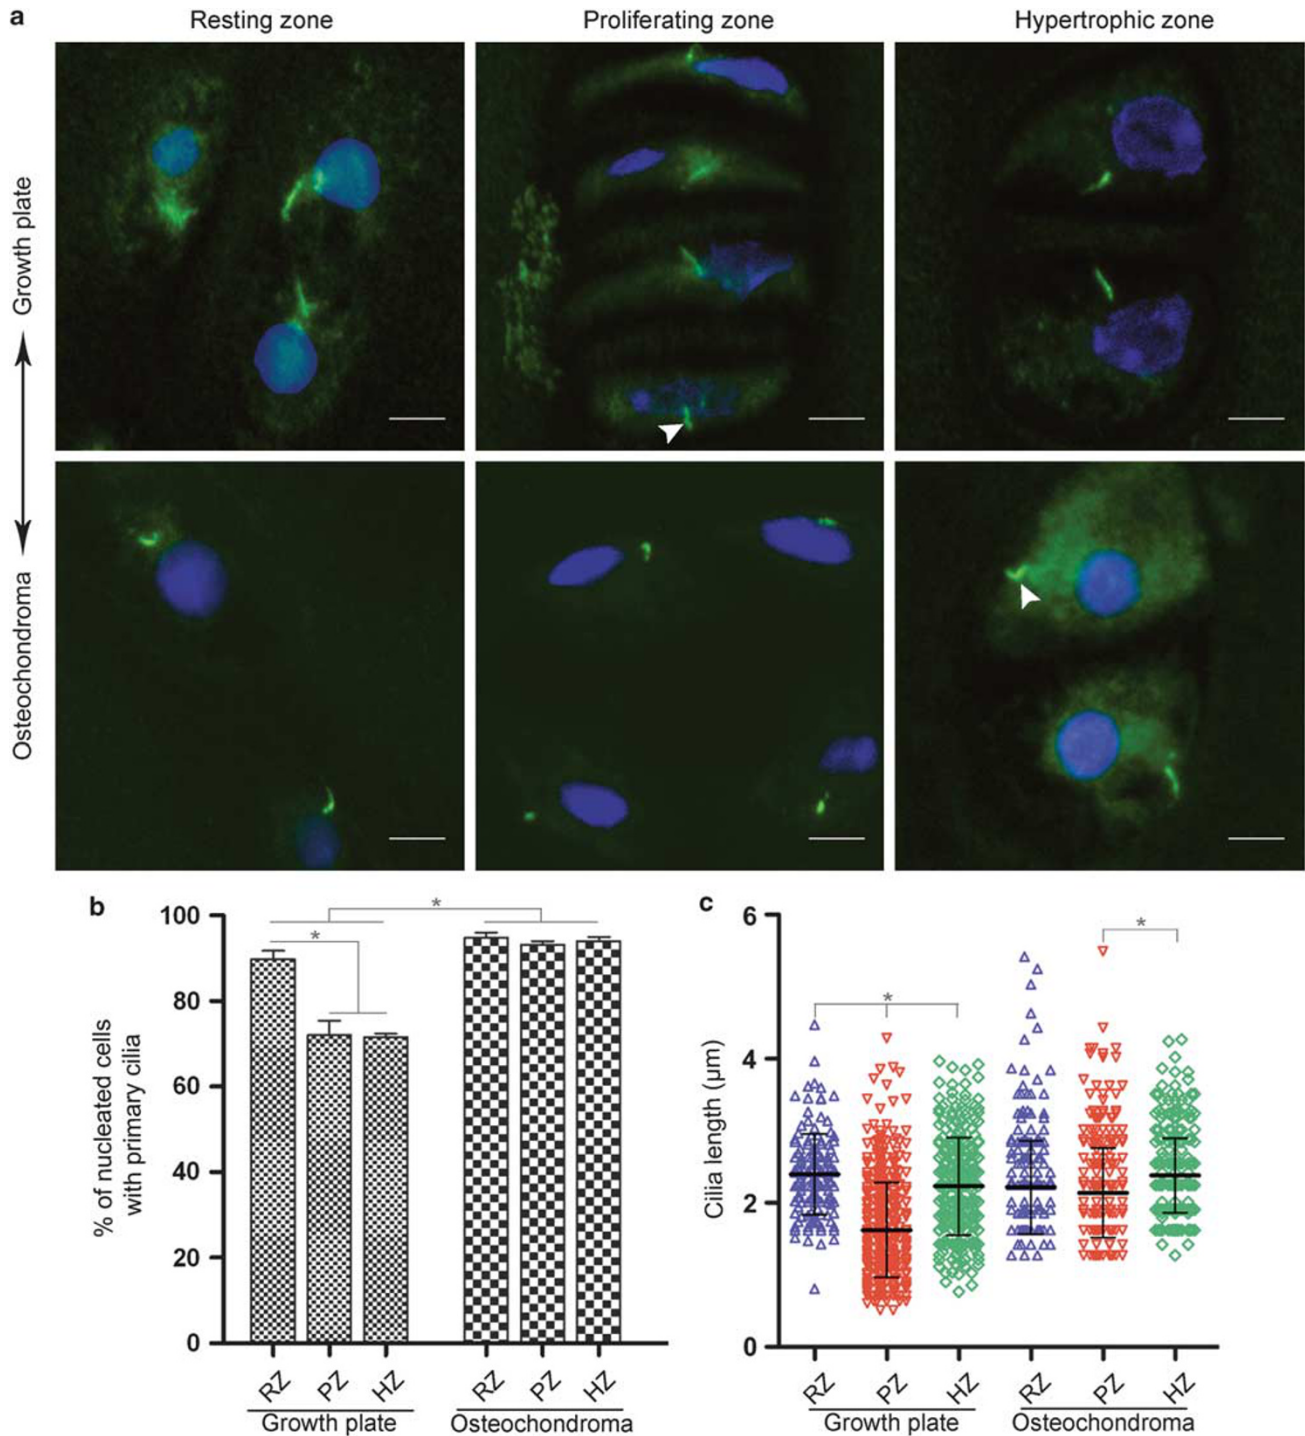 a
Resting zone
Proliferating zone
Hypertrophic zone
Growth plate
Osteochondroma
b
% of nucleated cells
with primary cilia
100
80
60
40
20
0
*
*
RZ
PZ
HZ
RZ
PZ
HZ
Growth plate
Osteochondroma
c
Cilia length (μm)
6
4
2
0
*
*
RZ
PZ
HZ
RZ
PZ
HZ
Growth plate
Osteochondroma